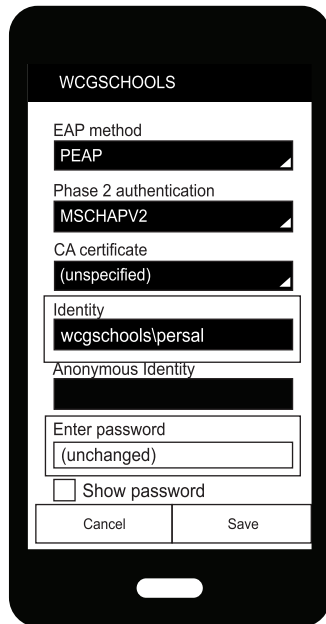 WCGSCHOOLS
EAP method
PEAP
Phase 2 authentication
MSCHAPV2
CA certificate
(unspecified)
Identity
wcgschools\persal
Anonymous Identity
Enter password
(unchanged)
Show password
Cancel Save